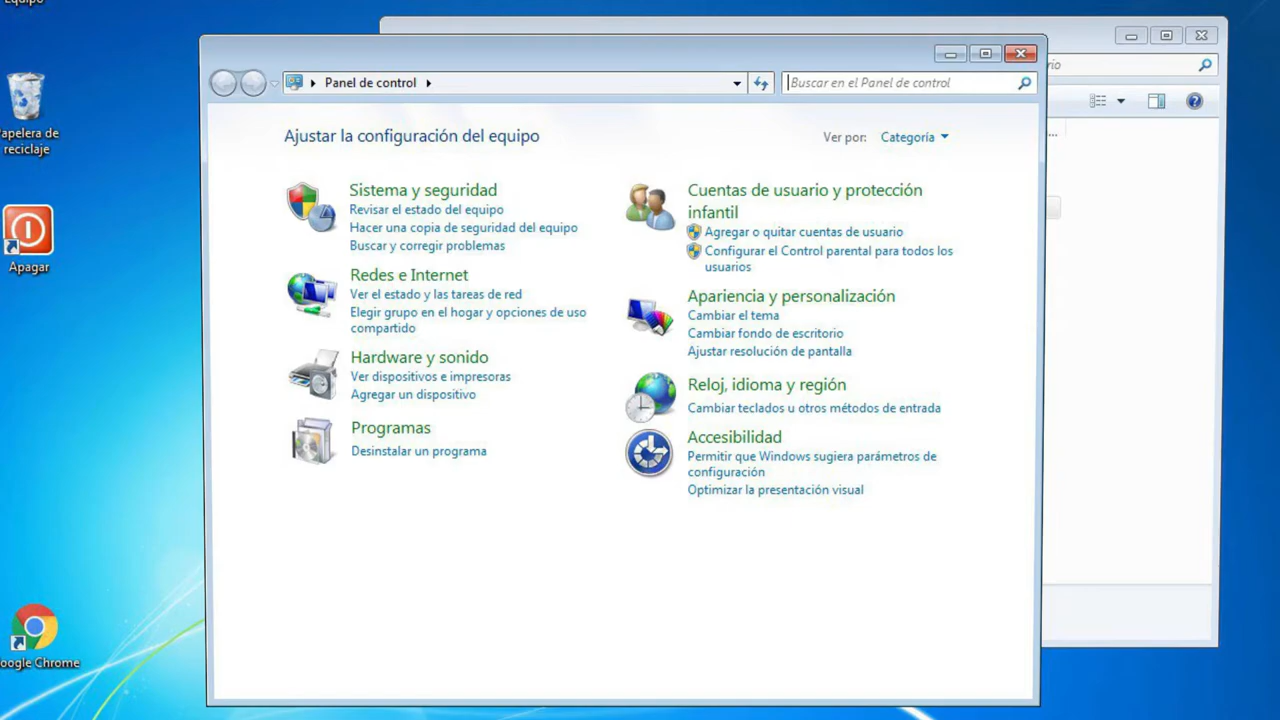 Equipo
Papelera de
reciclaje
Apagar
Google Chrome
Panel de control
Buscar en el Panel de control
rio
...
Ajustar la configuración del equipo
Ver por: Categoría
Sistema y seguridad
Revisar el estado del equipo
Hacer una copia de seguridad del equipo
Buscar y corregir problemas
Redes e Internet
Ver el estado y las tareas de red
Elegir grupo en el hogar y opciones de uso
compartido
Hardware y sonido
Ver dispositivos e impresoras
Agregar un dispositivo
Programas
Desinstalar un programa
Cuentas de usuario y protección
infantil
Agregar o quitar cuentas de usuario
Configurar el Control parental para todos los
usuarios
Apariencia y personalización
Cambiar el tema
Cambiar fondo de escritorio
Ajustar resolución de pantalla
Reloj, idioma y región
Cambiar teclados u otros métodos de entrada
Accesibilidad
Permitir que Windows sugiera parámetros de
configuración
Optimizar la presentación visual